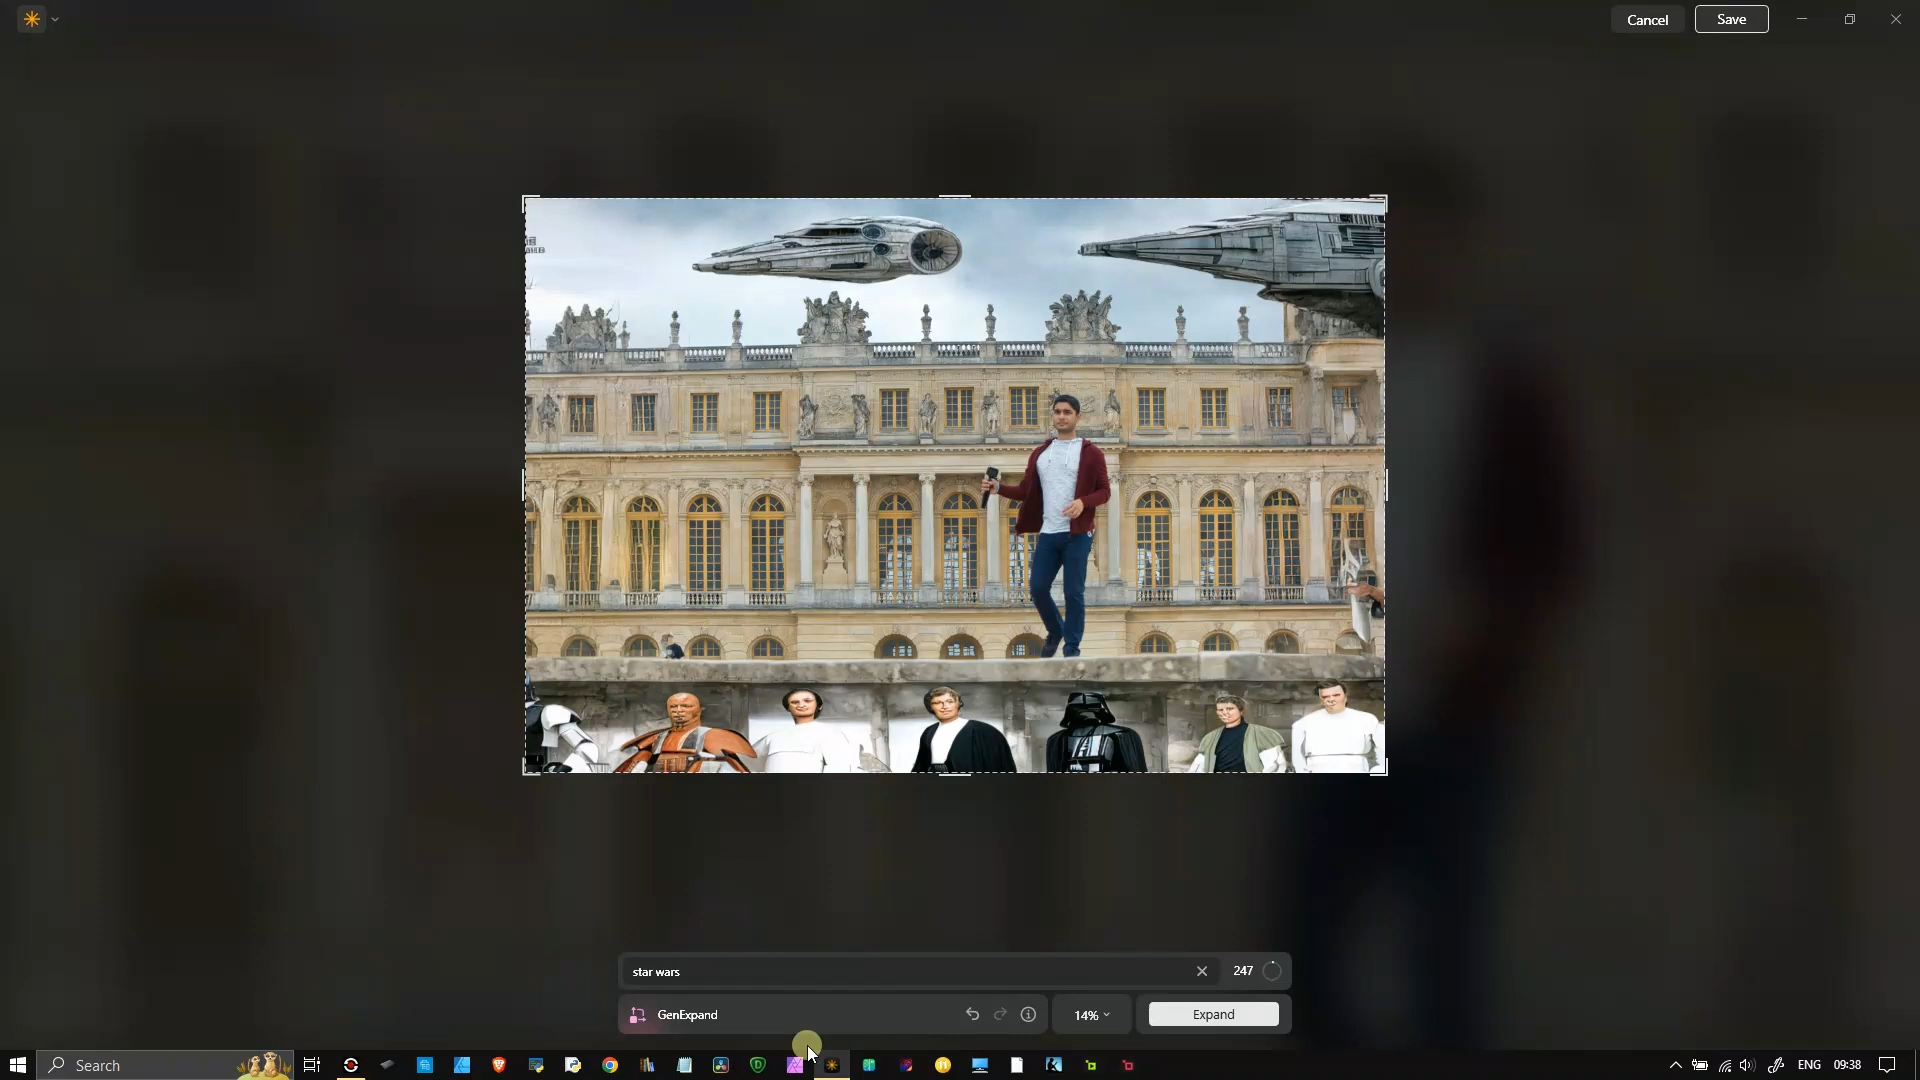 Cancel
Save
star wars
247
GenExpand
14%
Expand
Search
ENG
09:38